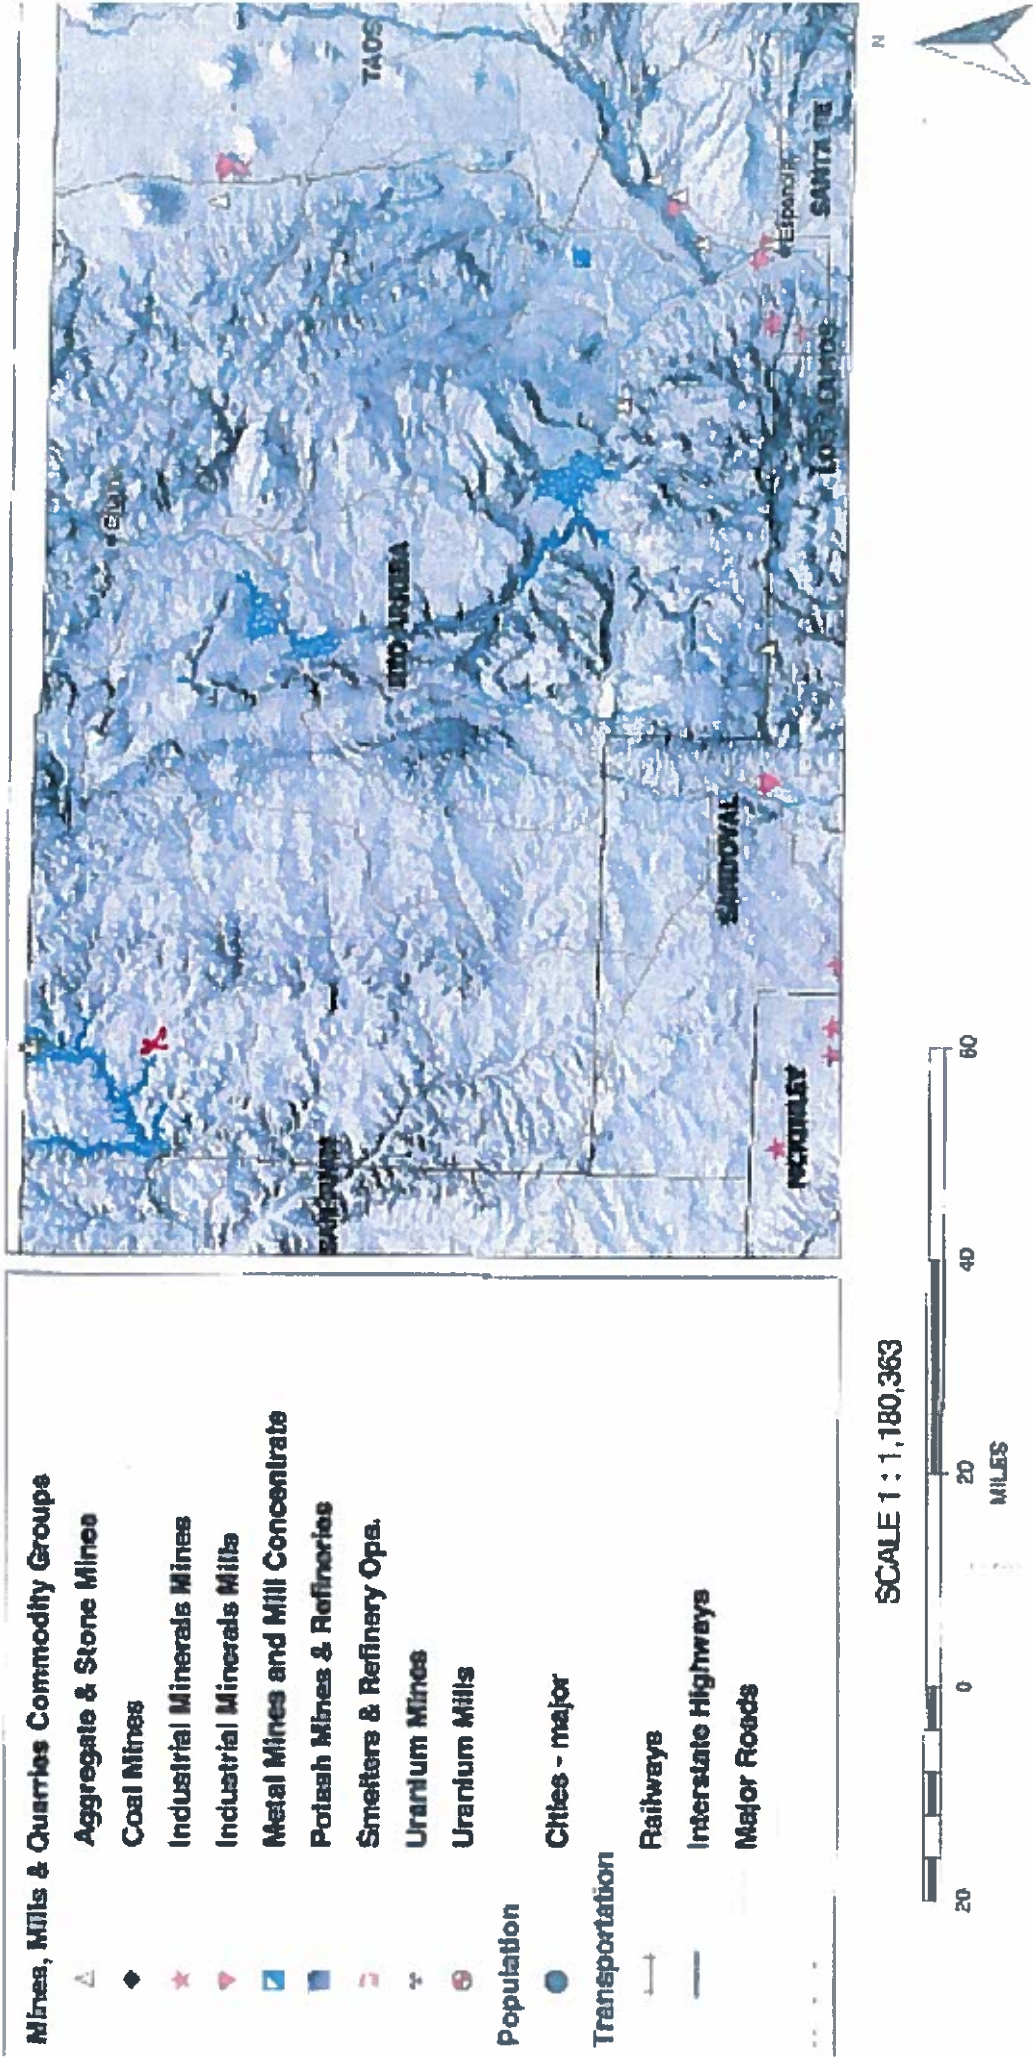 Mines, Mills & Quarries Commodity Groups
Aggregate & Stone Mines
Coal Mines
Industrial Minerals Mines
Industrial Minerals Mills
Metal Mines and Mill Concentrate
Potash Mines & Refineries
Smelters & Refinery Ops.
Uranium Mines
Uranium Mills
Population
Cities - major
Transportation
Railways
Interstate Highways
Major Roads
SAN JUAN
RIO ARRIBA
TAOS
MCKINLEY
SANDOVAL
LOS ALAMOS
Espanola
SANTA FE
N
SCALE 1 : 1,180,363
20
0
20
40
60
MILES